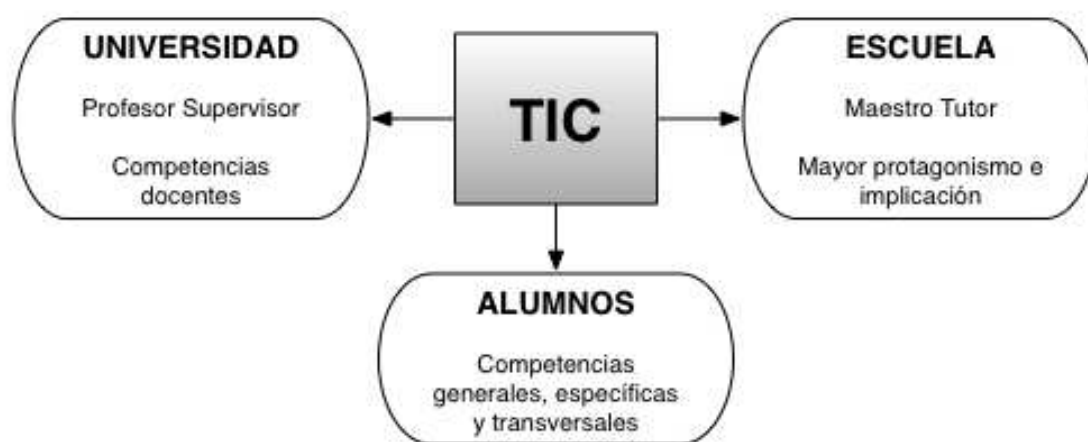 UNIVERSIDAD
Profesor Supervisor
Competencias
docentes
TIC
ESCUELA
Maestro Tutor
Mayor protagonismo e
implicación
ALUMNOS
Competencias
generales, específicas
y transversales